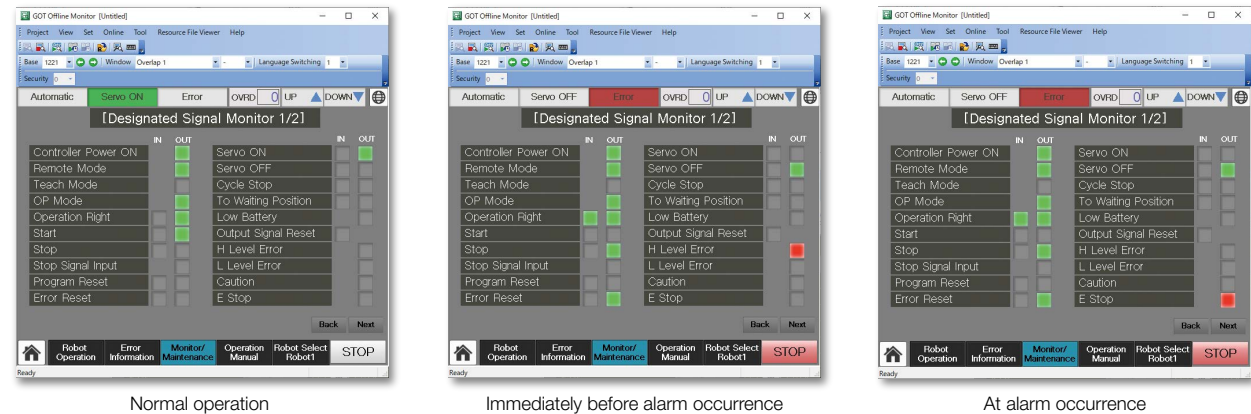 GOT Offline Monitor [Untitled]
Project View Set Online Tool Resource File Viewer Help
Base 1221 Window Overlap 1 - Language Switching 1
Security 0
Automatic Servo ON Error OVRD 0 UP DOWN
[Designated Signal Monitor 1/2]
IN OUT IN OUT
Controller Power ON Servo ON
Remote Mode Servo OFF
Teach Mode Cycle Stop
OP Mode To Waiting Position
Operation Right Low Battery
Start Output Signal Reset
Stop H Level Error
Stop Signal Input L Level Error
Program Reset Caution
Error Reset E Stop
Back Next
Robot Operation Error Information Monitor/Maintenance Operation Manual Robot Select Robot1 STOP
Ready
Normal operation
GOT Offline Monitor [Untitled]
Project View Set Online Tool Resource File Viewer Help
Base 1221 Window Overlap 1 - Language Switching 1
Security 0
Automatic Servo OFF Error OVRD 0 UP DOWN
[Designated Signal Monitor 1/2]
IN OUT IN OUT
Controller Power ON Servo ON
Remote Mode Servo OFF
Teach Mode Cycle Stop
OP Mode To Waiting Position
Operation Right Low Battery
Start Output Signal Reset
Stop H Level Error
Stop Signal Input L Level Error
Program Reset Caution
Error Reset E Stop
Back Next
Robot Operation Error Information Monitor/Maintenance Operation Manual Robot Select Robot1 STOP
Ready
Immediately before alarm occurrence
GOT Offline Monitor [Untitled]
Project View Set Online Tool Resource File Viewer Help
Base 1221 Window Overlap 1 - Language Switching 1
Security 0
Automatic Servo OFF Error OVRD 0 UP DOWN
[Designated Signal Monitor 1/2]
IN OUT IN OUT
Controller Power ON Servo ON
Remote Mode Servo OFF
Teach Mode Cycle Stop
OP Mode To Waiting Position
Operation Right Low Battery
Start Output Signal Reset
Stop H Level Error
Stop Signal Input L Level Error
Program Reset Caution
Error Reset E Stop
Back Next
Robot Operation Error Information Monitor/Maintenance Operation Manual Robot Select Robot1 STOP
Ready
At alarm occurrence